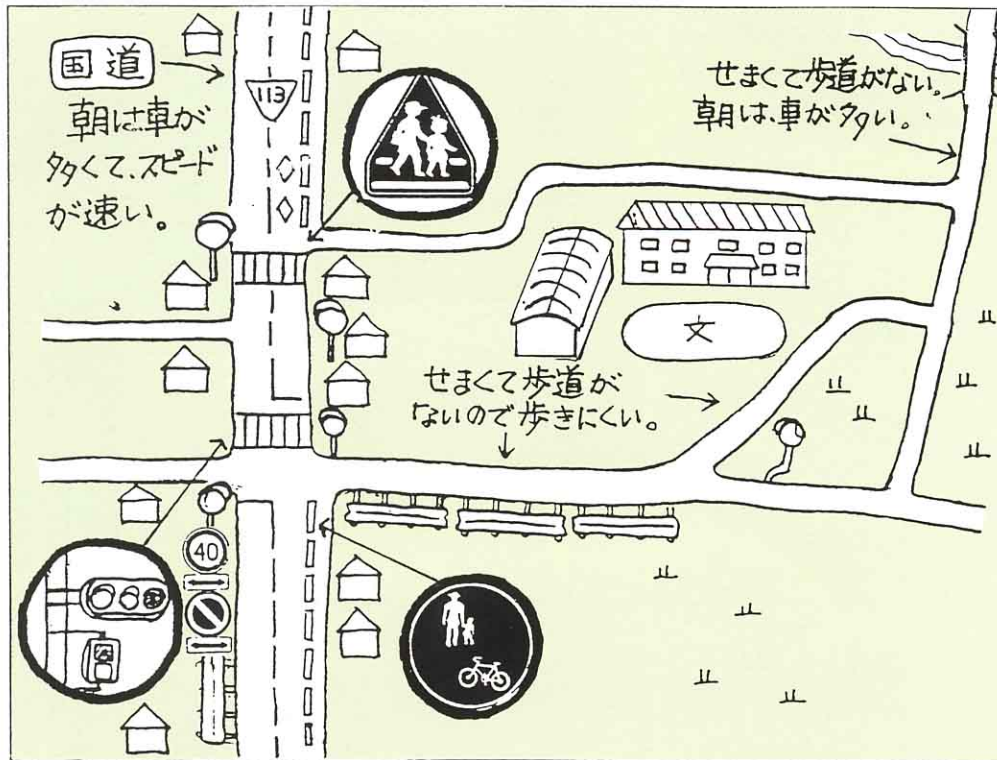 国道
朝は車が
多くて、スピード
が速い。
113
せまくて歩道がない。
朝は、車が多い。
文
せまくて歩道が
ないので歩きにくい。
40